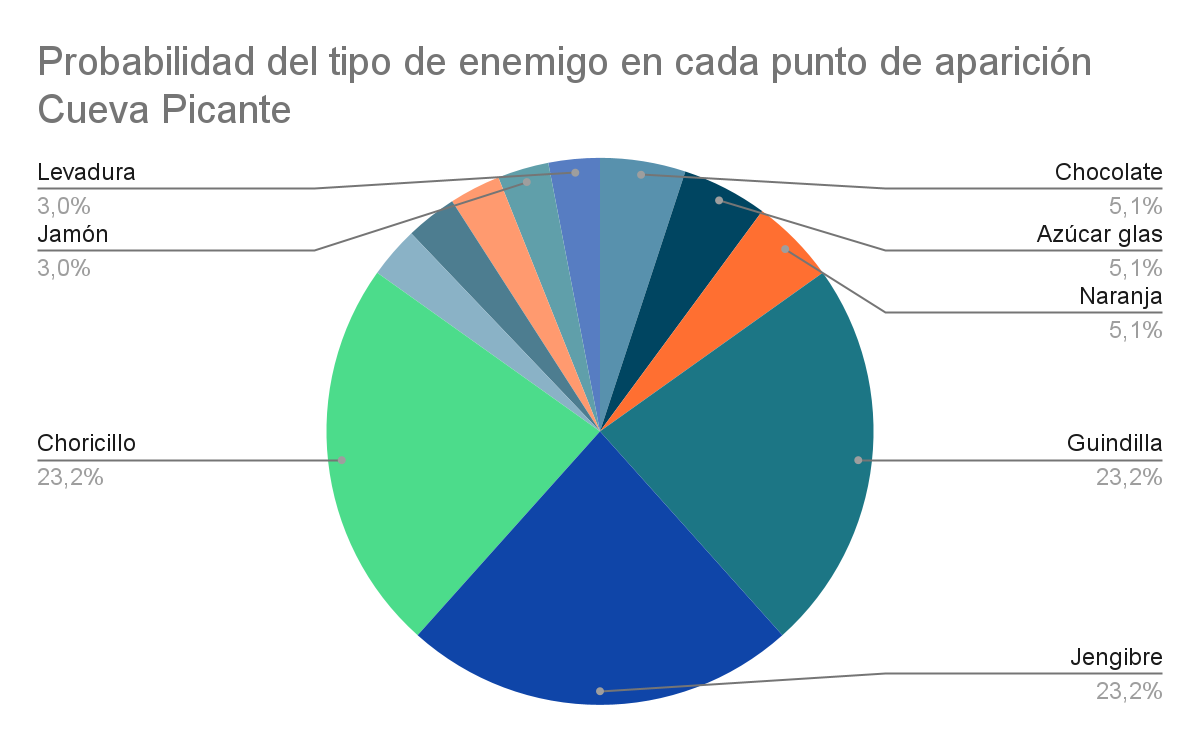 Probabilidad del tipo de enemigo en cada punto de aparición
Cueva Picante
Levadura
3,0%
Jamón
3,0%
Choricillo
23,2%
Chocolate
5,1%
Azúcar glas
5,1%
Naranja
5,1%
Guindilla
23,2%
Jengibre
23,2%